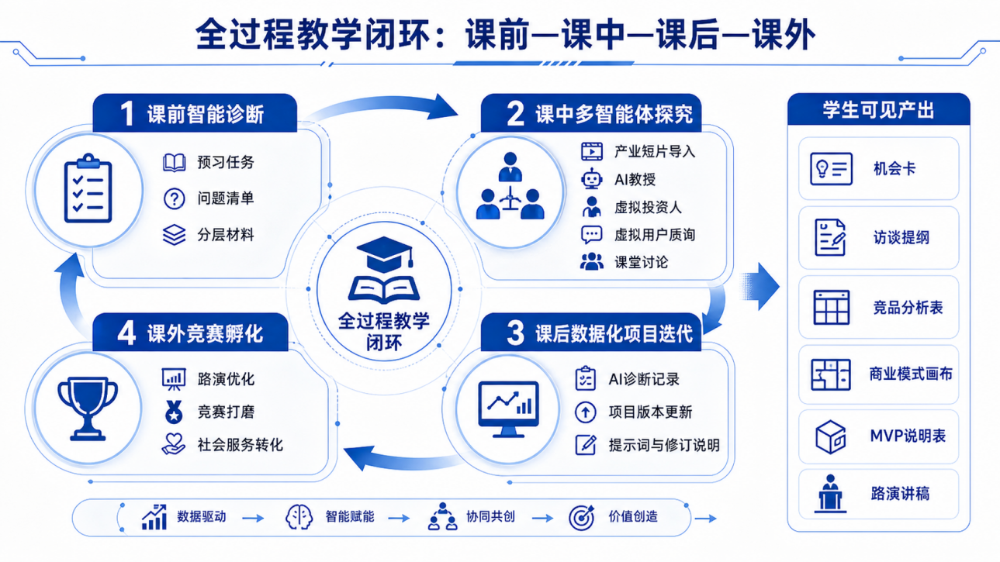 全过程教学闭环：课前—课中—课后—课外
1 课前智能诊断
预习任务
问题清单
分层材料
2 课中多智能体探究
产业短片导入
AI教授
虚拟投资人
虚拟用户质询
课堂讨论
全过程教学
闭环
3 课后数据化项目迭代
AI诊断记录
项目版本更新
提示词与修订说明
4 课外竞赛孵化
路演优化
竞赛打磨
社会服务转化
学生可见产出
机会卡
访谈提纲
竞品分析表
商业模式画布
MVP说明表
路演讲稿
数据驱动
智能赋能
协同共创
价值创造